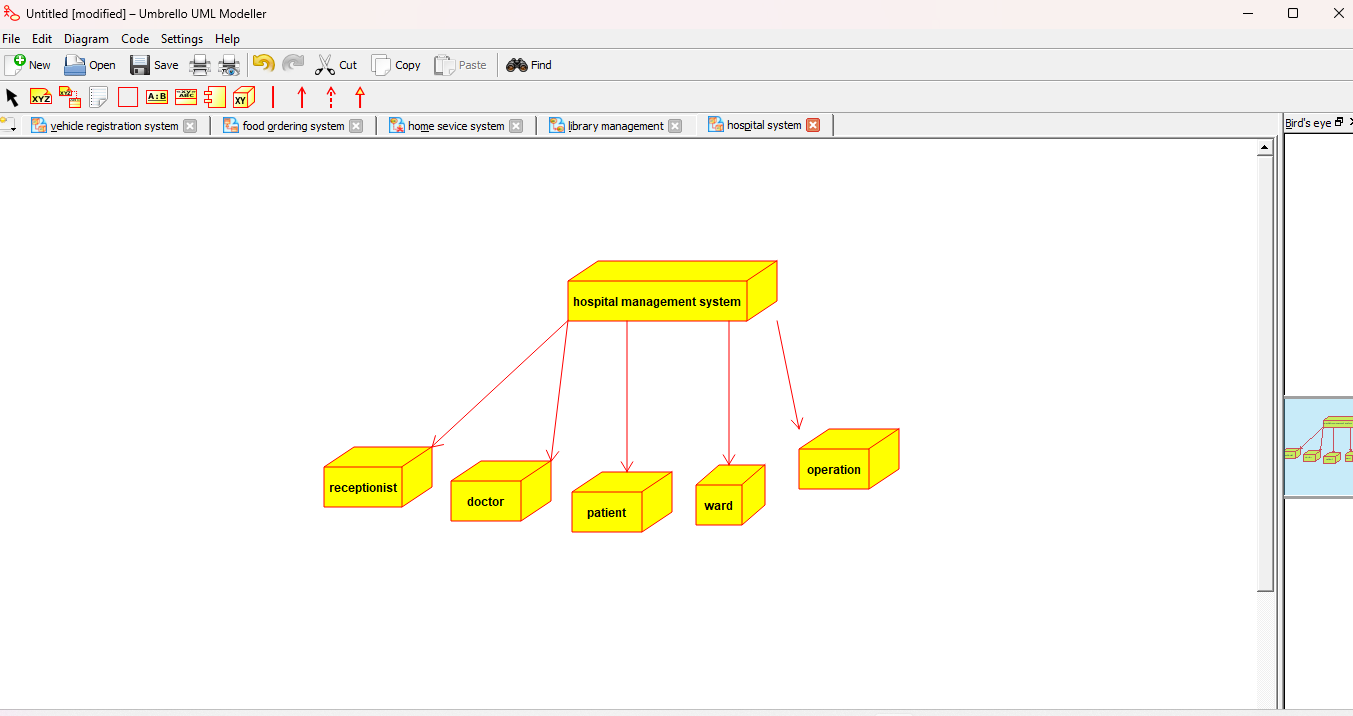 Untitled [modified] – Umbrello UML Modeller
File Edit Diagram Code Settings Help
New Open Save Cut Copy Paste Find
XYZ XYZ A:B «XY» ABC XY
vehicle registration system food ordering system home sevice system library management hospital system Bird's eye
hospital management system
receptionist doctor patient ward operation